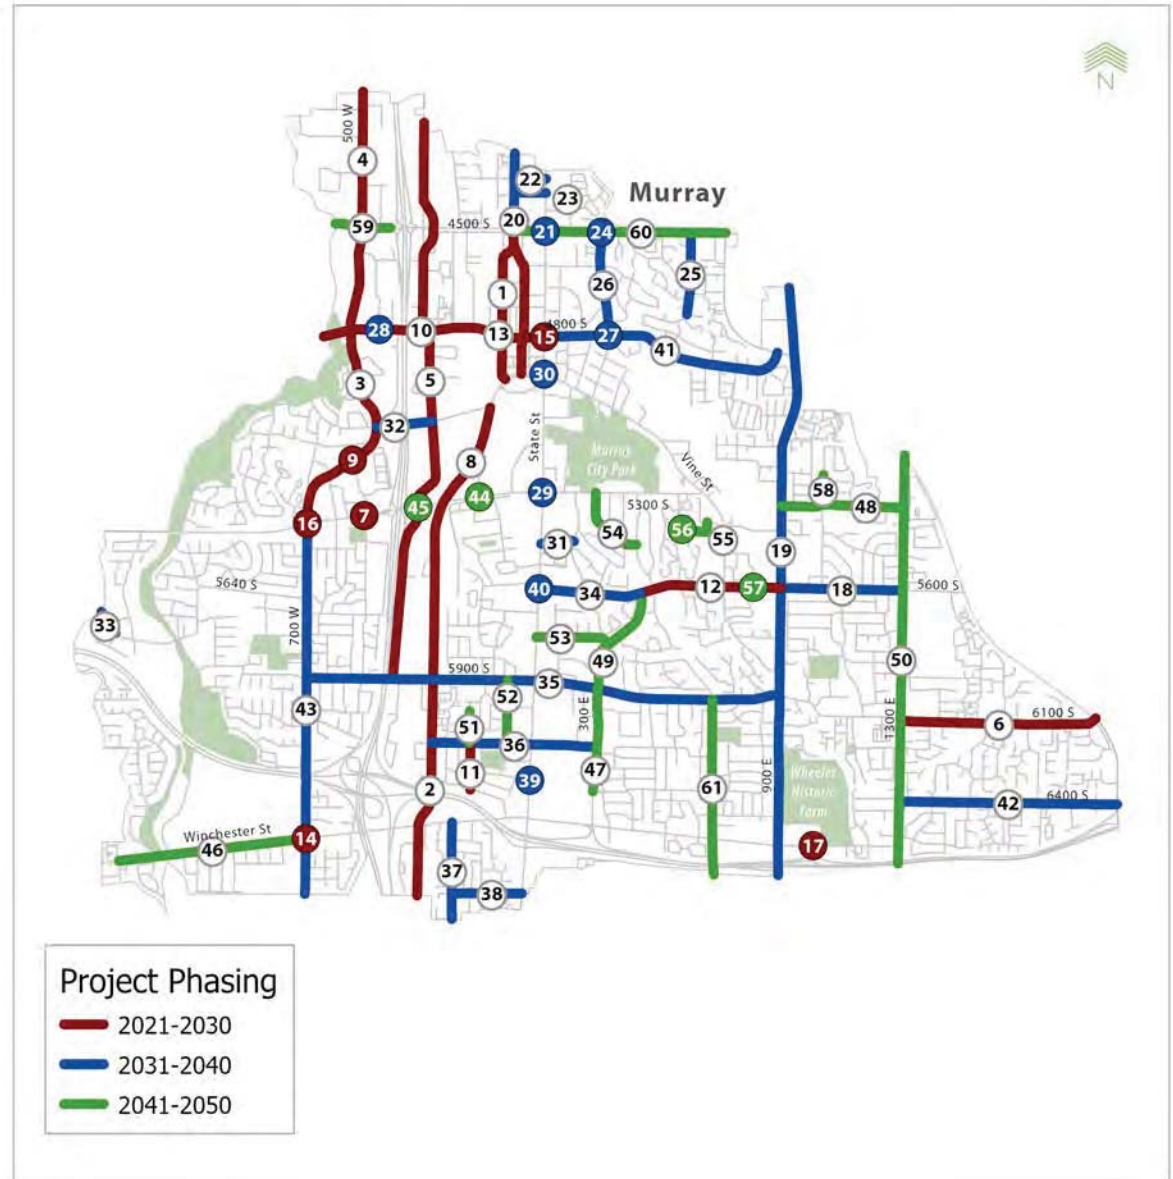 N
500 W
4
Murray
22
23
59
4500 S
20
21
24
60
25
26
1
28
10
13
4800 S
15
27
41
30
3
5
32
State St
Murray
City Park
Vine St
9
8
58
7
45
44
29
5300 S
48
16
31
54
56
55
19
5640 S
40
34
12
57
18
5600 S
33
700 W
53
49
50
5900 S
35
52
43
51
300 E
1300 E
6
6100 S
36
11
39
47
2
61
900 E
Wheeler
Historic
Farm
42
6400 S
Winchester St
46
14
17
37
38
Project Phasing
2021-2030
2031-2040
2041-2050